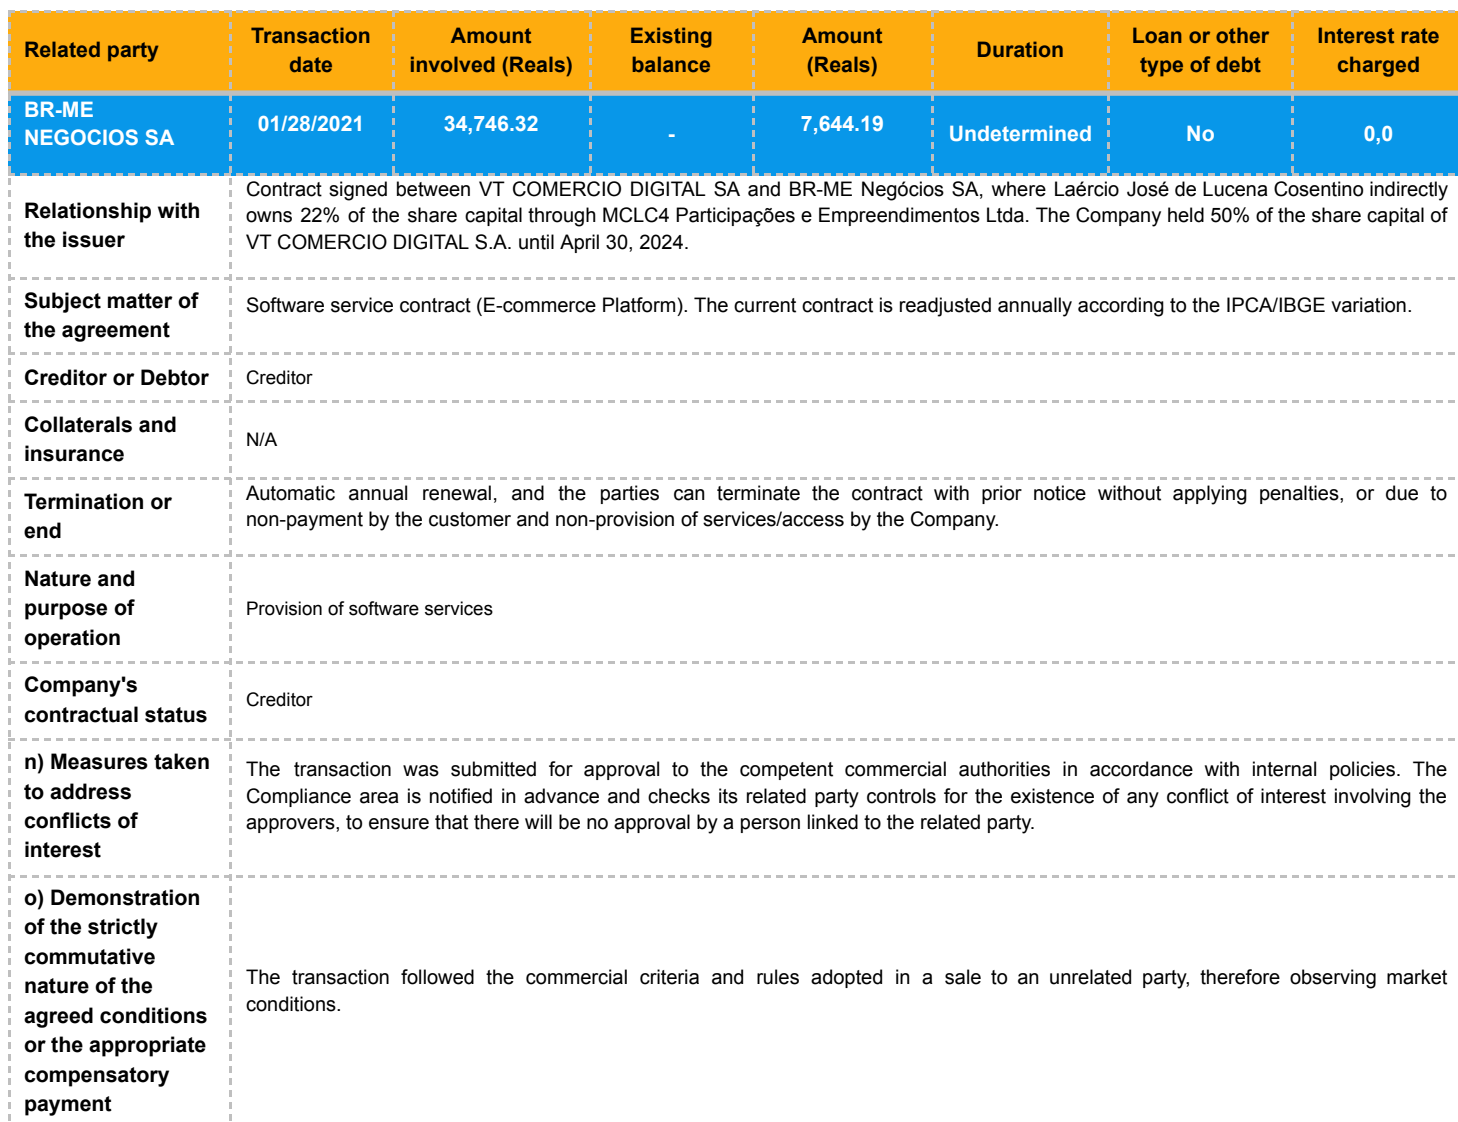 Related party
Transaction
date
Amount
involved (Reals)
Existing
balance
Amount
(Reals)
Duration
Loan or other
type of debt
Interest rate
charged
BR-ME
NEGOCIOS SA
01/28/2021
34,746.32
-
7,644.19
Undetermined
No
0,0
Relationship with
the issuer
Contract signed between VT COMERCIO DIGITAL SA and BR-ME Negócios SA, where Laércio José de Lucena Cosentino indirectly
owns 22% of the share capital through MCLC4 Participações e Empreendimentos Ltda. The Company held 50% of the share capital of
VT COMERCIO DIGITAL S.A. until April 30, 2024.
Subject matter of
the agreement
Software service contract (E-commerce Platform). The current contract is readjusted annually according to the IPCA/IBGE variation.
Creditor or Debtor
Creditor
Collaterals and
insurance
N/A
Termination or
end
Automatic annual renewal, and the parties can terminate the contract with prior notice without applying penalties, or due to
non-payment by the customer and non-provision of services/access by the Company.
Nature and
purpose of
operation
Provision of software services
Company's
contractual status
Creditor
n) Measures taken
to address
conflicts of
interest
The transaction was submitted for approval to the competent commercial authorities in accordance with internal policies. The
Compliance area is notified in advance and checks its related party controls for the existence of any conflict of interest involving the
approvers, to ensure that there will be no approval by a person linked to the related party.
o) Demonstration
of the strictly
commutative
nature of the
agreed conditions
or the appropriate
compensatory
payment
The transaction followed the commercial criteria and rules adopted in a sale to an unrelated party, therefore observing market
conditions.